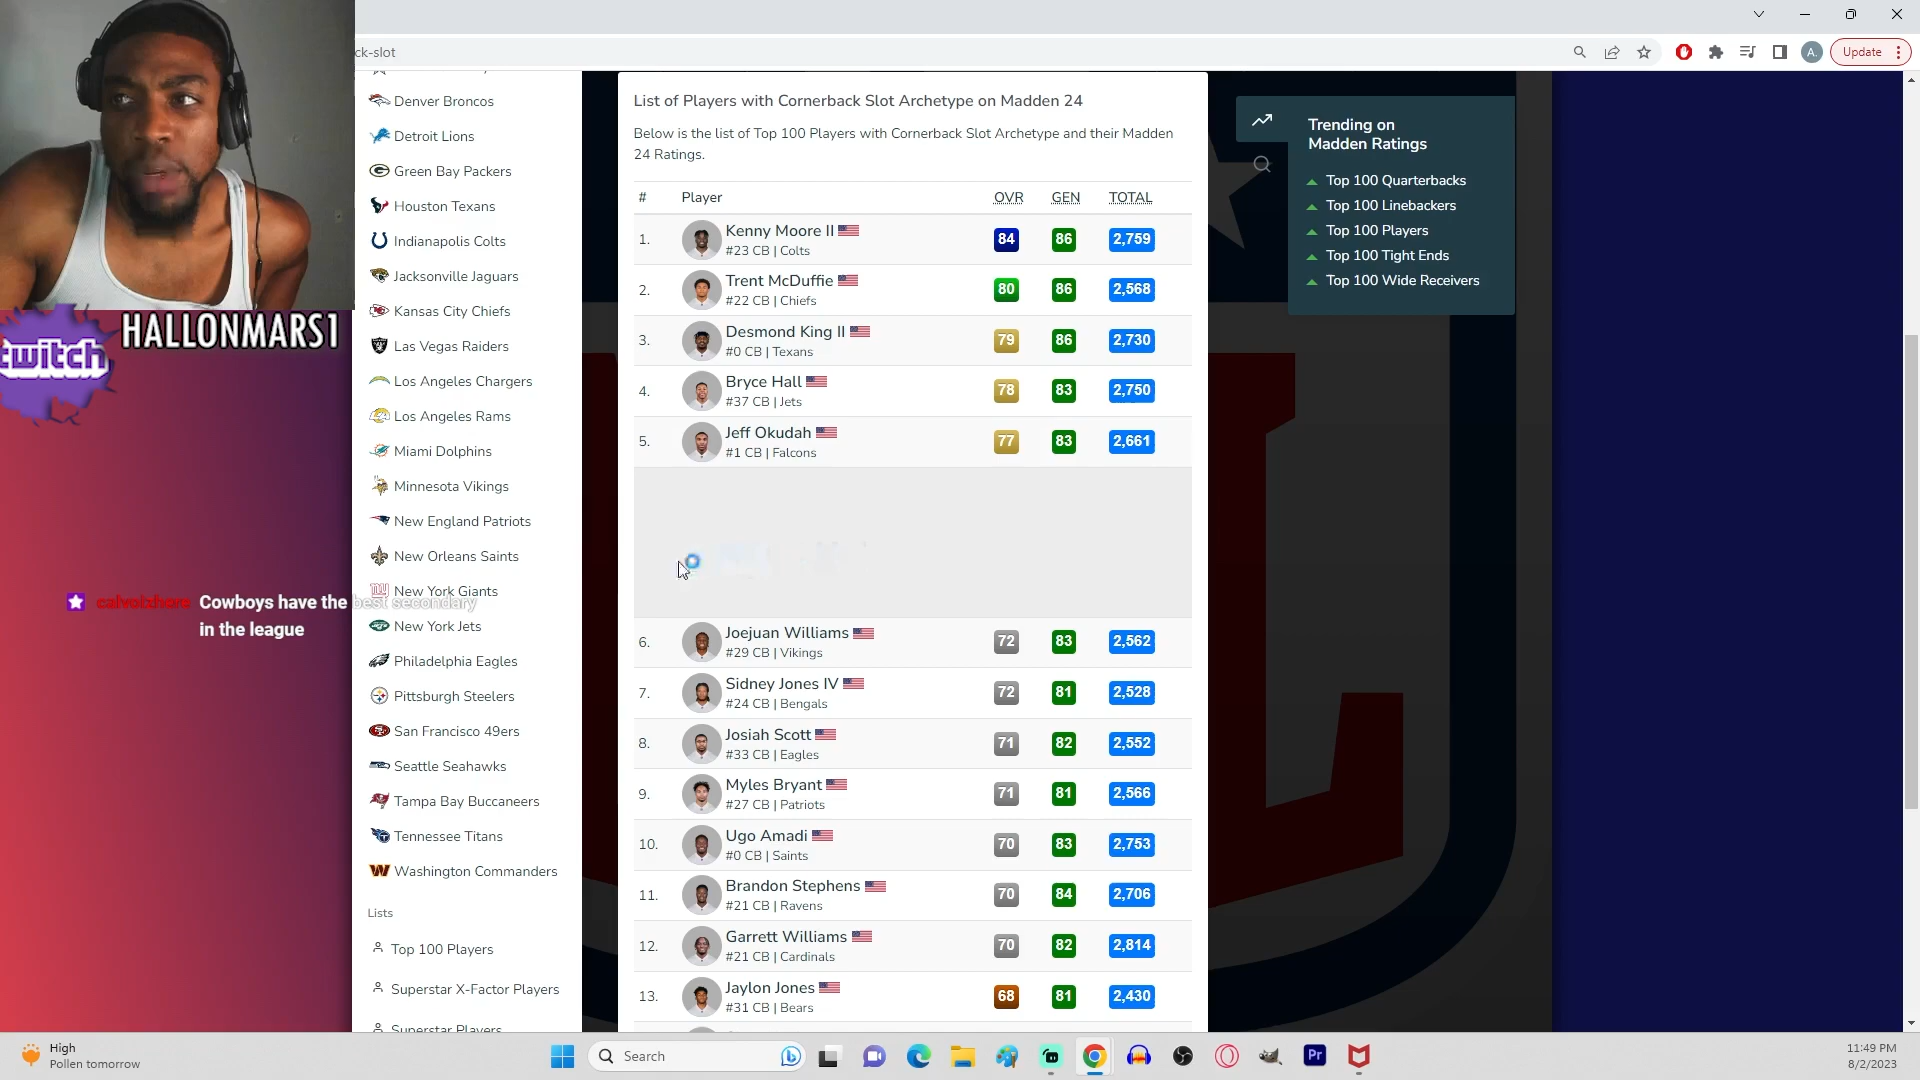 ck-slot
Update
HALLONMARS1
twitch
calvoizhere Cowboys have the best secondary
in the league
Denver Broncos
Detroit Lions
Green Bay Packers
Houston Texans
Indianapolis Colts
Jacksonville Jaguars
Kansas City Chiefs
Las Vegas Raiders
Los Angeles Chargers
Los Angeles Rams
Miami Dolphins
Minnesota Vikings
New England Patriots
New Orleans Saints
New York Giants
New York Jets
Philadelphia Eagles
Pittsburgh Steelers
San Francisco 49ers
Seattle Seahawks
Tampa Bay Buccaneers
Tennessee Titans
Washington Commanders
Lists
Top 100 Players
Superstar X-Factor Players
Superstar Players
List of Players with Cornerback Slot Archetype on Madden 24
Below is the list of Top 100 Players with Cornerback Slot Archetype and their Madden
24 Ratings.
# Player OVR GEN TOTAL
1. Kenny Moore II 84 86 2,759
#23 CB | Colts
2. Trent McDuffie 80 86 2,568
#22 CB | Chiefs
3. Desmond King II 79 86 2,730
#0 CB | Texans
4. Bryce Hall 78 83 2,750
#37 CB | Jets
5. Jeff Okudah 77 83 2,661
#1 CB | Falcons
6. Joejuan Williams 72 83 2,562
#29 CB | Vikings
7. Sidney Jones IV 72 81 2,528
#24 CB | Bengals
8. Josiah Scott 71 82 2,552
#33 CB | Eagles
9. Myles Bryant 71 81 2,566
#27 CB | Patriots
10. Ugo Amadi 70 83 2,753
#0 CB | Saints
11. Brandon Stephens 70 84 2,706
#21 CB | Ravens
12. Garrett Williams 70 82 2,814
#21 CB | Cardinals
13. Jaylon Jones 68 81 2,430
#31 CB | Bears
Trending on
Madden Ratings
Top 100 Quarterbacks
Top 100 Linebackers
Top 100 Players
Top 100 Tight Ends
Top 100 Wide Receivers
High
Pollen tomorrow
Search
Pr
11:49 PM
8/2/2023